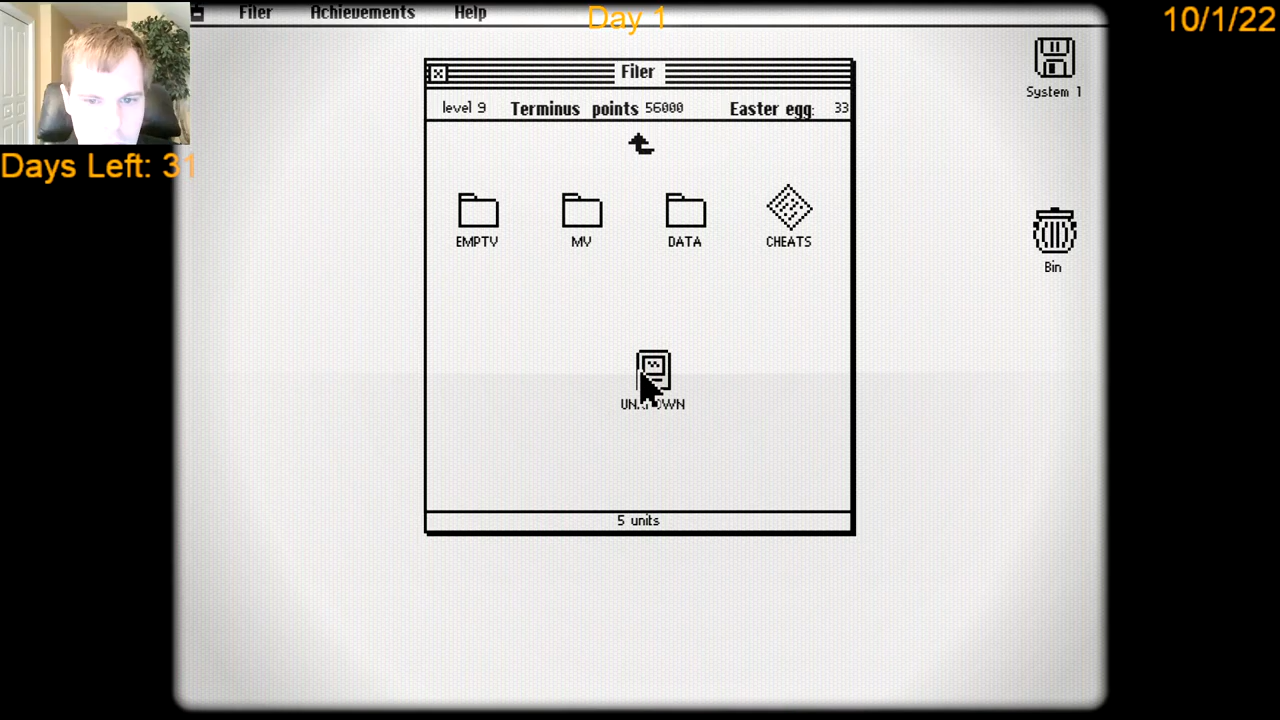 Filer Achievements Help
Day 1
10/1/22
Days Left: 31
System 1
Bin
Filer
level 9 Terminus points 56000 Easter egg: 33
EMPTY MV DATA CHEATS
5 units